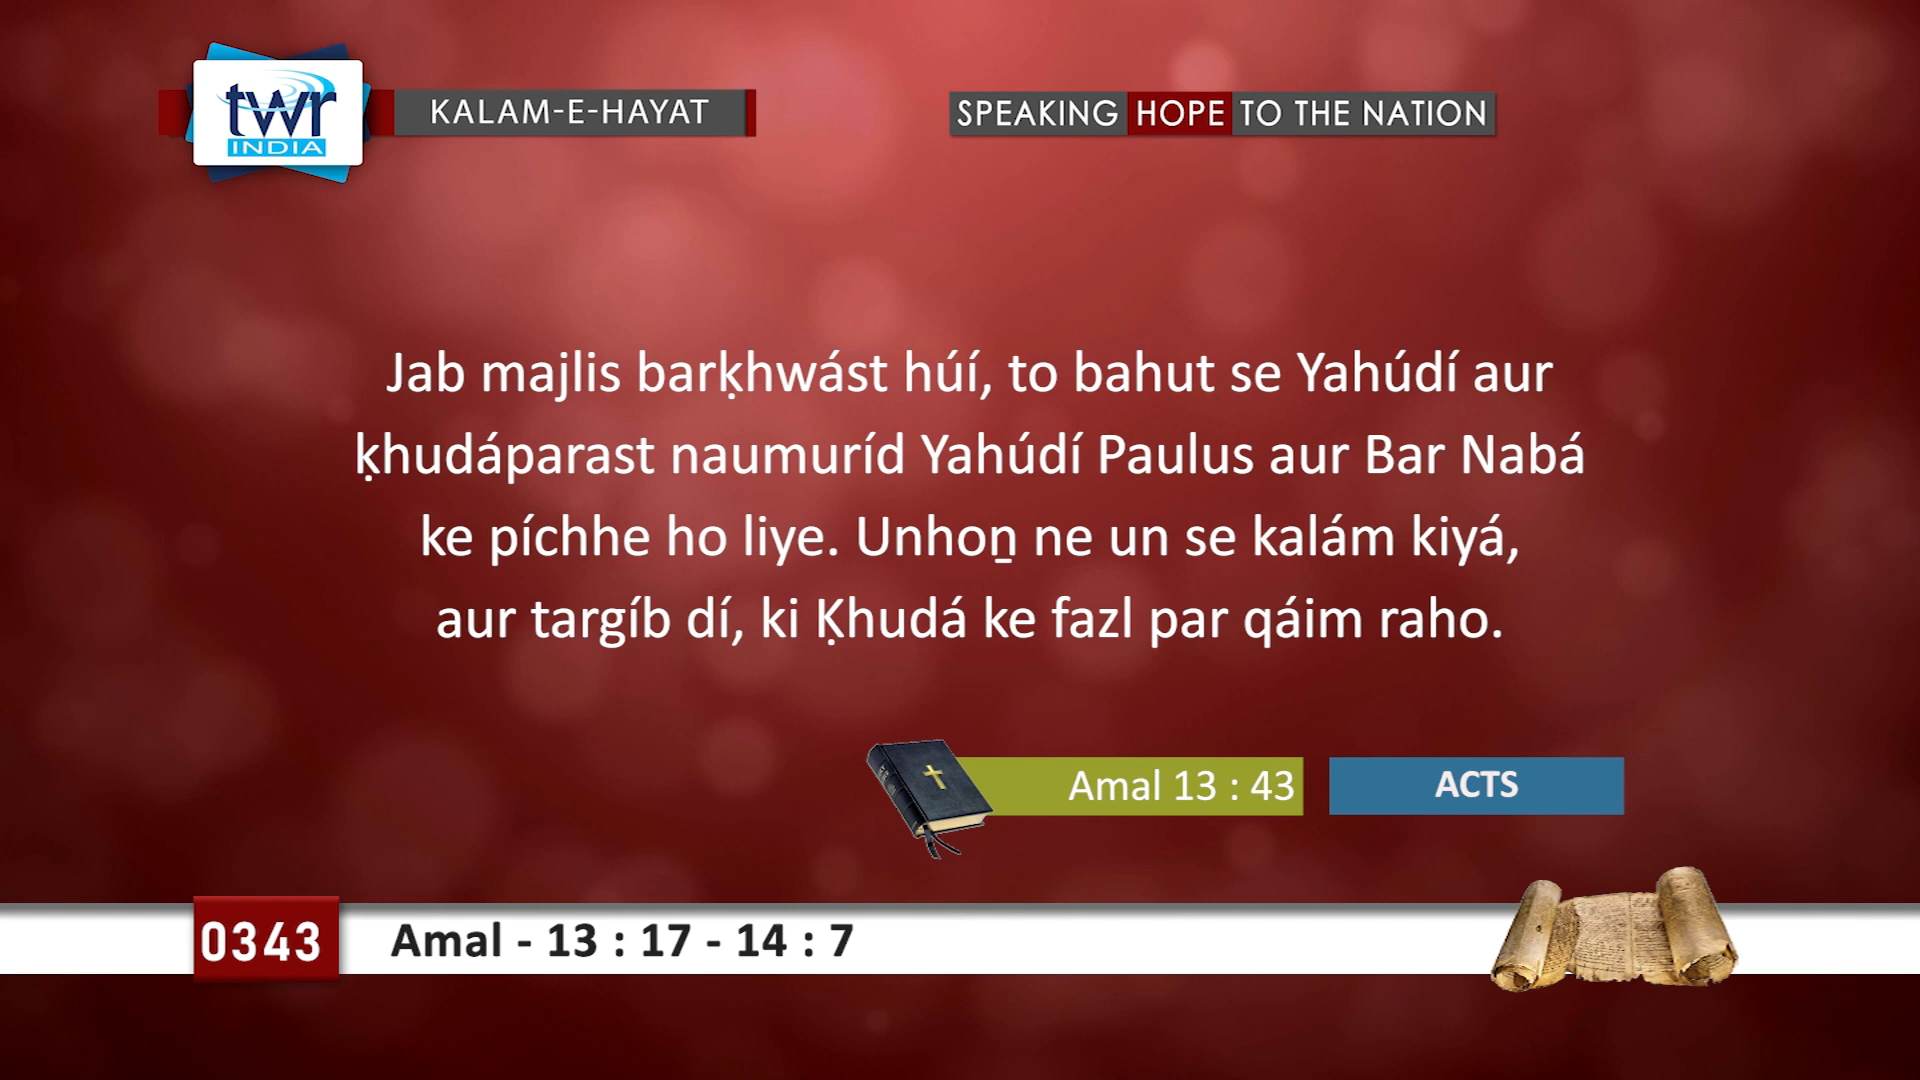 twr
INDIA
KALAM-E-HAYAT
SPEAKING HOPE TO THE NATION
Jab majlis barḳhwást húí, to bahut se Yahúdí aur
ḳhudáparast naumuríd Yahúdí Paulus aur Bar Nabá
ke píchhe ho liye. Unhoṉ ne un se kalám kiyá,
aur targíb dí, ki Ḳhudá ke fazl par qáim raho.
Amal 13 : 43
ACTS
0343
Amal - 13 : 17 - 14 : 7